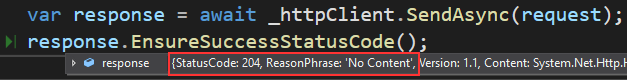 var response = await _httpClient.SendAsync(request);
response.EnsureSuccessStatusCode();
response {StatusCode: 204, ReasonPhrase: 'No Content', Version: 1.1, Content: System.Net.Http.H